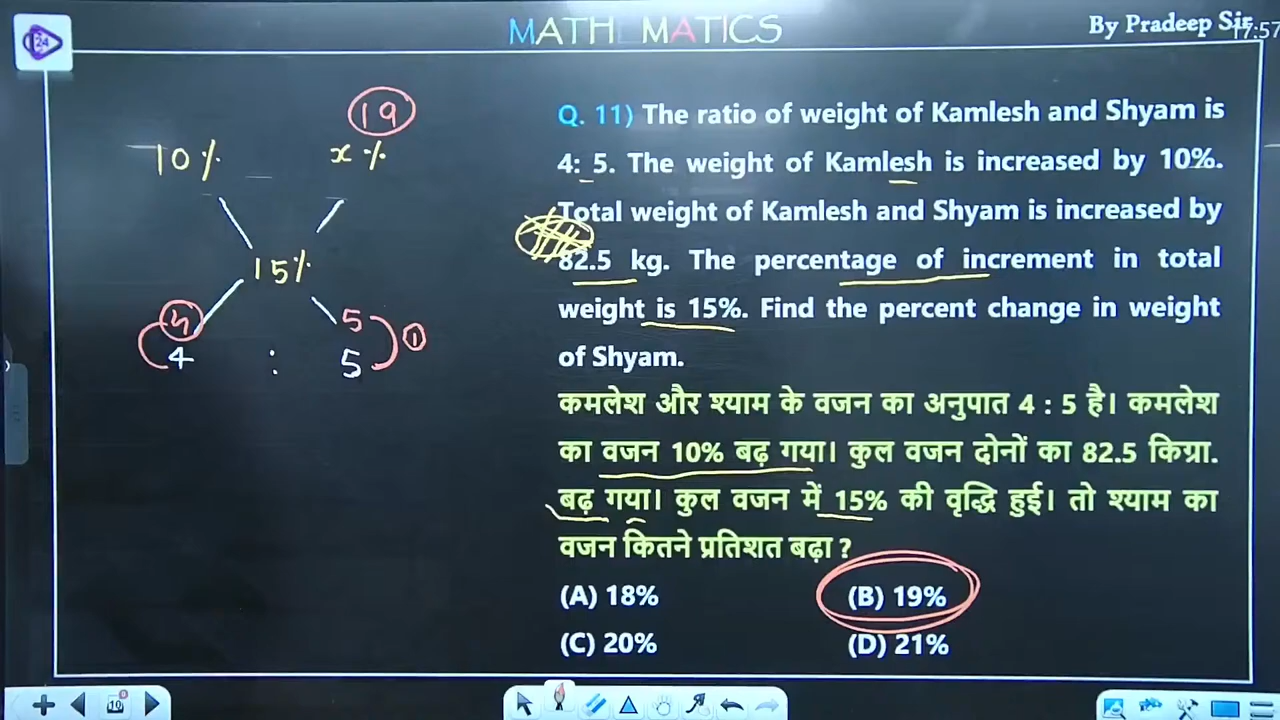 MATHEMATICS
By Pradeep Sir
17:57
24
19
10% x%
15%
4 5
4 : 5
1
Q. 11) The ratio of weight of Kamlesh and Shyam is
4: 5. The weight of Kamlesh is increased by 10%.
Total weight of Kamlesh and Shyam is increased by
82.5 kg. The percentage of increment in total
weight is 15%. Find the percent change in weight
of Shyam.
कमलेश और श्याम के वजन का अनुपात 4 : 5 है। कमलेश
का वजन 10% बढ़ गया। कुल वजन दोनों का 82.5 किग्रा.
बढ़ गया। कुल वजन में 15% की वृद्धि हुई। तो श्याम का
वजन कितने प्रतिशत बढ़ा ?
(A) 18% (B) 19%
(C) 20% (D) 21%